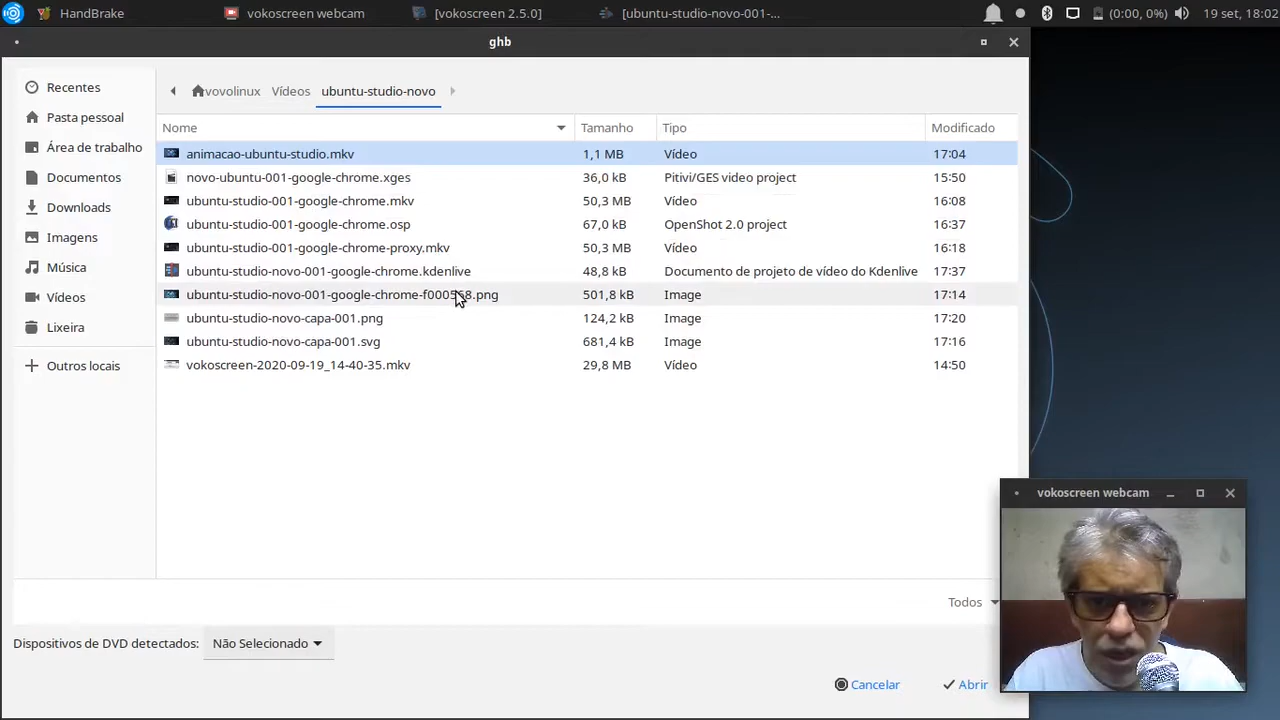 HandBrake vokoscreen webcam [vokoscreen 2.5.0] [ubuntu-studio-novo-001-... (0:00, 0%) 19 set, 18:02
ghb
Recentes
Pasta pessoal
Área de trabalho
Documentos
Downloads
Imagens
Música
Vídeos
Lixeira
Outros locais
vovolinux Vídeos ubuntu-studio-novo
Nome Tamanho Tipo Modificado
animacao-ubuntu-studio.mkv 1,1 MB Vídeo 17:04
novo-ubuntu-001-google-chrome.xges 36,0 kB Pitivi/GES video project 15:50
ubuntu-studio-001-google-chrome.mkv 50,3 MB Vídeo 16:08
ubuntu-studio-001-google-chrome.osp 67,0 kB OpenShot 2.0 project 16:37
ubuntu-studio-001-google-chrome-proxy.mkv 50,3 MB Vídeo 16:18
ubuntu-studio-novo-001-google-chrome.kdenlive 48,8 kB Documento de projeto de vídeo do Kdenlive 17:37
501,8 kB Image 17:14
ubuntu-studio-novo-capa-001.png 124,2 kB Image 17:20
ubuntu-studio-novo-capa-001.svg 681,4 kB Image 17:16
vokoscreen-2020-09-19_14-40-35.mkv 29,8 MB Vídeo 14:50
Todos
Dispositivos de DVD detectados: Não Selecionado
Cancelar Abrir
vokoscreen webcam